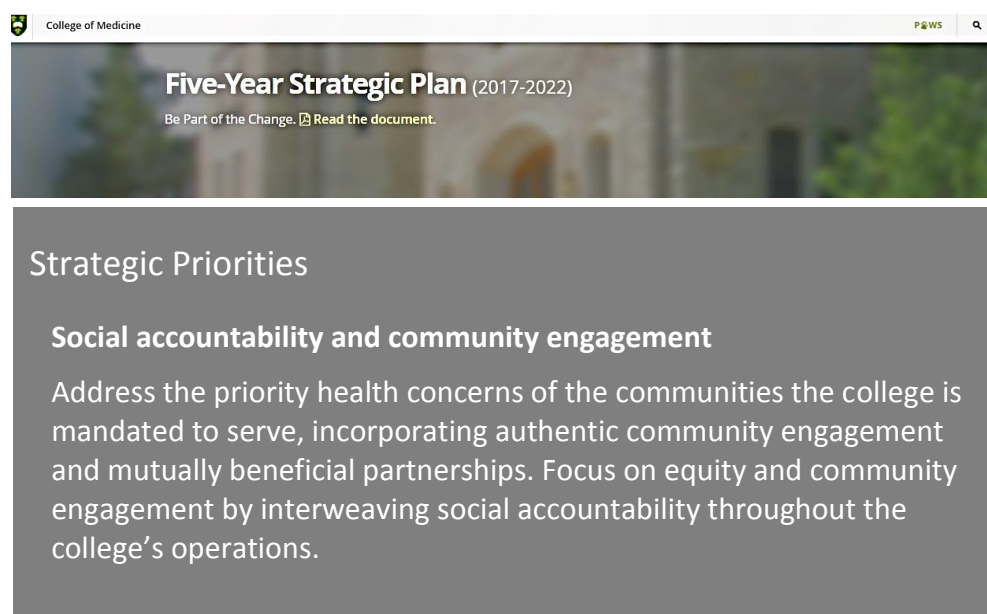 College of Medicine
PAWS
Five-Year Strategic Plan (2017-2022)
Be Part of the Change. Read the document.
Strategic Priorities
Social accountability and community engagement
Address the priority health concerns of the communities the college is
mandated to serve, incorporating authentic community engagement
and mutually beneficial partnerships. Focus on equity and community
engagement by interweaving social accountability throughout the
college’s operations.